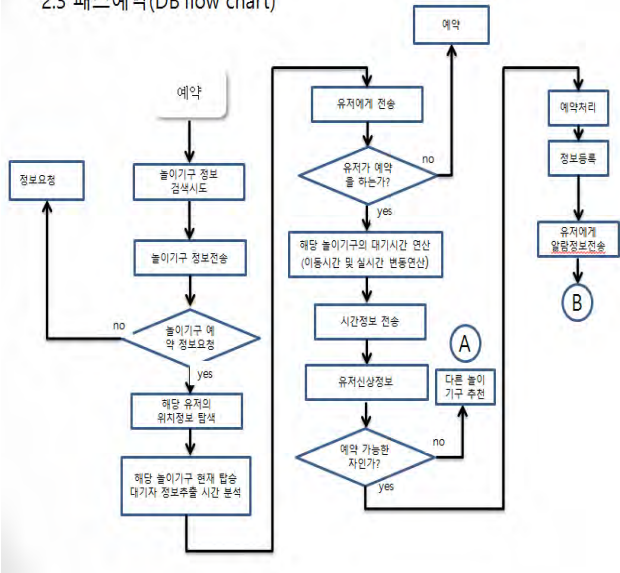 2.3 패스예약(DB flow chart)
예약
놀이기구 정보
검색시도
정보요청
놀이기구 정보전송
no
놀이기구 예
약 정보요청
yes
해당 유저의
위치정보 탐색
해당 놀이기구 현재 탑승
대기자 정보추출 시간 분석
예약
유저에게 전송
유저가 예약
을 하는가?
no
yes
해당 놀이기구의 대기시간 연산
(이동시간 및 실시간 변동연산)
시간정보 전송
유저신상정보
A
다른 놀이
기구 추천
예약 가능한
자인가?
no
yes
예약처리
정보등록
유저에게
알람정보전송
B